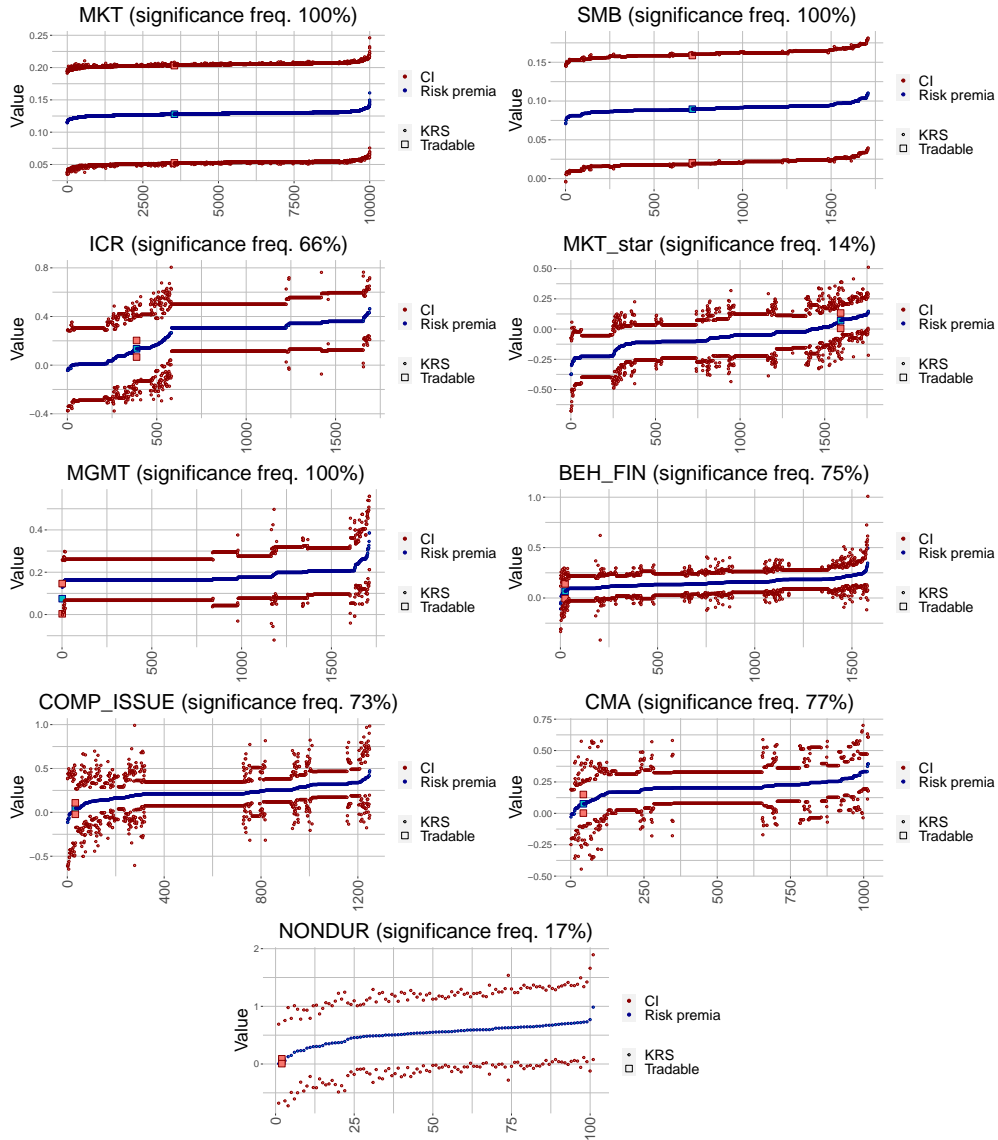 MKT (significance freq. 100%)
0.25
0.20
0.15
0.10
0.05
Value
0
2500
5000
7500
10000
CI
Risk premia
KRS
Tradable
SMB (significance freq. 100%)
0.15
0.10
0.05
0.00
Value
0
500
1000
1500
CI
Risk premia
KRS
Tradable
ICR (significance freq. 66%)
0.8
0.4
0.0
−0.4
Value
0
500
1000
1500
CI
Risk premia
KRS
Tradable
MKT_star (significance freq. 14%)
0.50
0.25
0.00
−0.25
−0.50
Value
0
500
1000
1500
CI
Risk premia
KRS
Tradable
MGMT (significance freq. 100%)
0.4
0.2
0.0
Value
0
500
1000
1500
CI
Risk premia
KRS
Tradable
BEH_FIN (significance freq. 75%)
1.0
0.5
0.0
Value
0
500
1000
1500
CI
Risk premia
KRS
Tradable
COMP_ISSUE (significance freq. 73%)
1.0
0.5
0.0
−0.5
Value
0
400
800
1200
CI
Risk premia
KRS
Tradable
CMA (significance freq. 77%)
0.75
0.50
0.25
0.00
−0.25
−0.50
Value
0
250
500
750
1000
CI
Risk premia
KRS
Tradable
NONDUR (significance freq. 17%)
2
1
0
Value
0
25
50
75
100
CI
Risk premia
KRS
Tradable